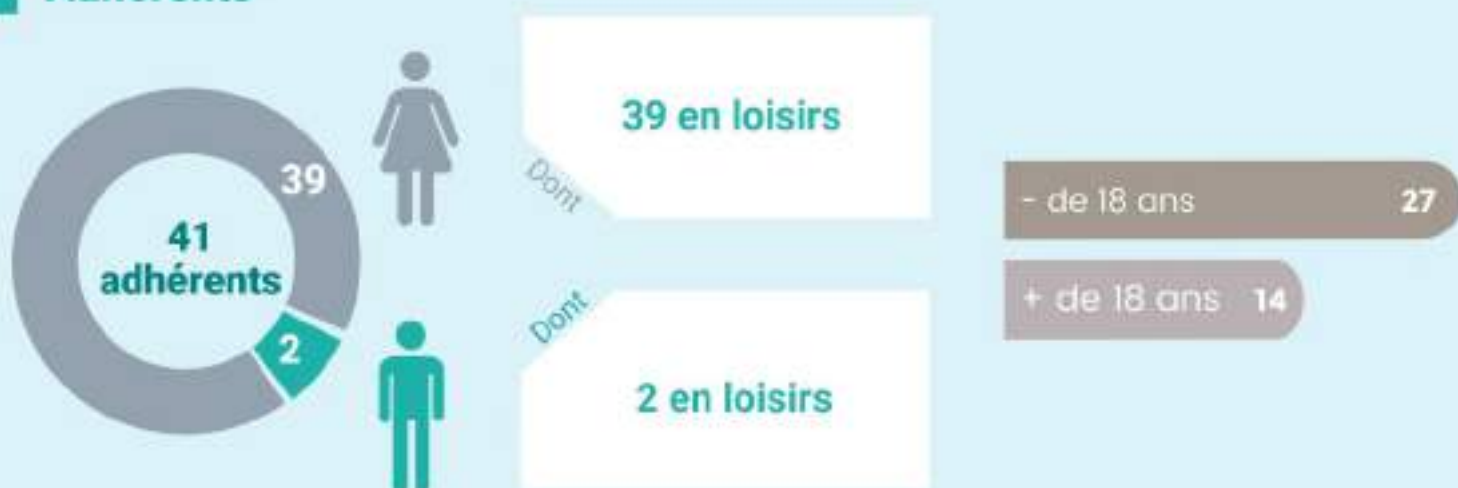 39
41
adhérents
2
Dont
39 en loisirs
Dont
2 en loisirs
- de 18 ans 27
+ de 18 ans 14